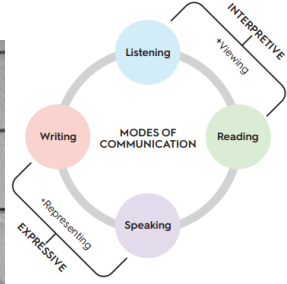 INTERPRETIVE
+Viewing
Listening
Writing
MODES OF
COMMUNICATION
Reading
Speaking
+Representing
EXPRESSIVE